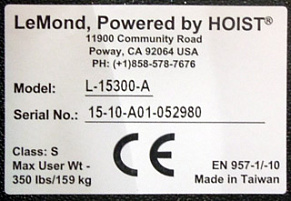 LeMond, Powered by HOIST®
11900 Community Road
Poway, CA 92064 USA
PH: (+1)858-578-7676
Model: L-15300-A
Serial No.: 15-10-A01-052980
Class: S
Max User Wt -
350 lbs/159 kg
CE
EN 957-1/-10
Made in Taiwan